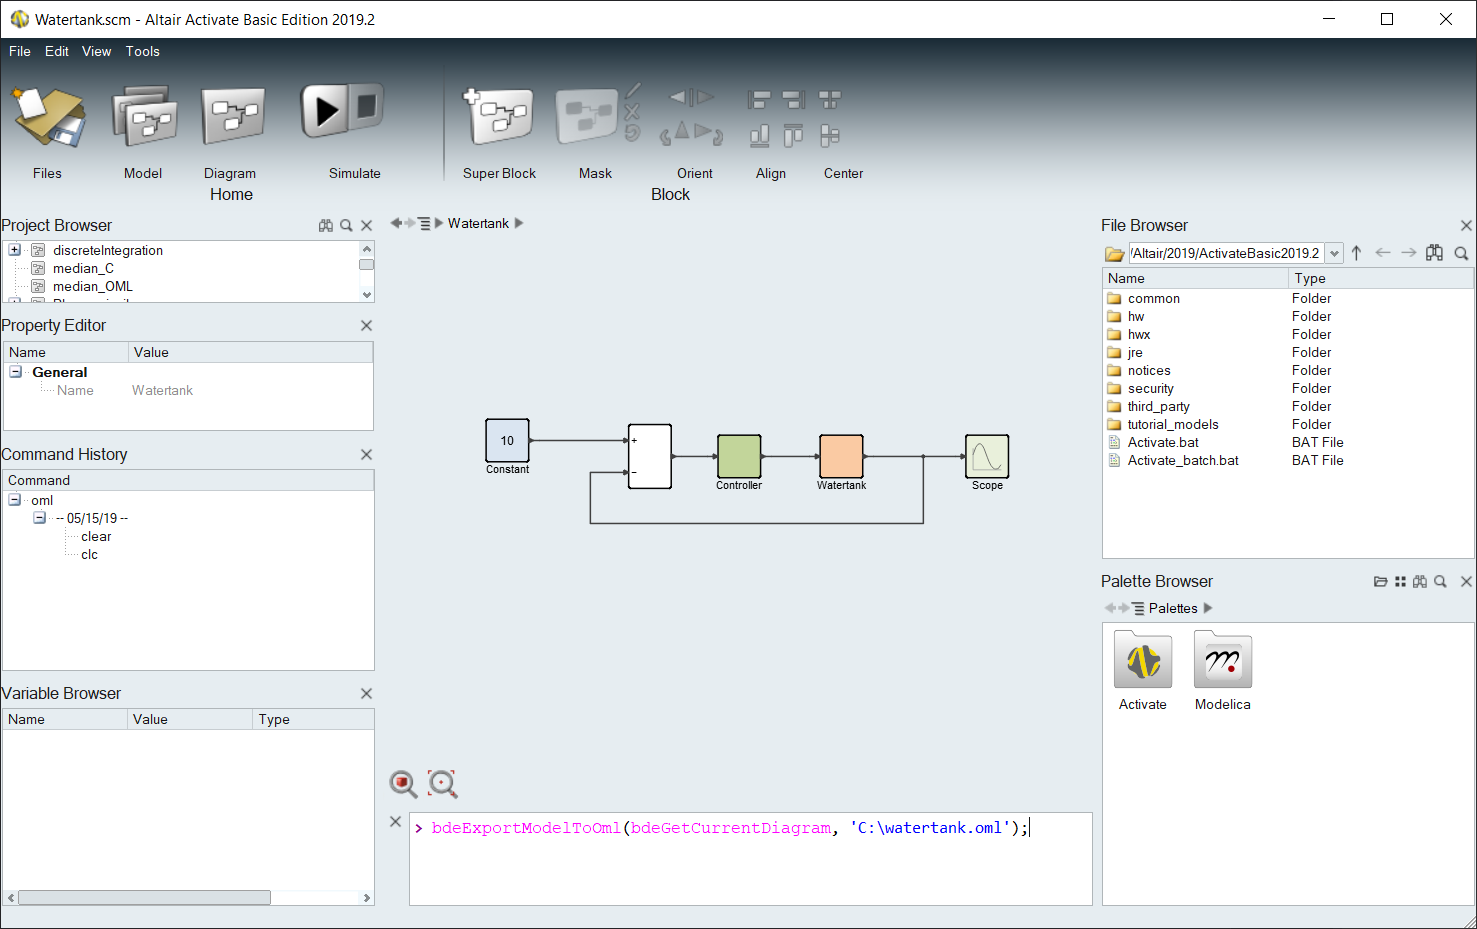 Watertank.scm - Altair Activate Basic Edition 2019.2
File Edit View Tools
Files Model Diagram Simulate Super Block Mask Orient Align Center
Home Block
Project Browser
discreteIntegration
median_C
median_OML
Property Editor
Name Value
General
Name Watertank
Command History
Command
oml
-- 05/15/19 --
clear
clc
Variable Browser
Name Value Type
Watertank
10
Constant
+
−
Controller
Watertank
Scope
> bdeExportModelToOml(bdeGetCurrentDiagram, 'C:\watertank.oml');
File Browser
/Altair/2019/ActivateBasic2019.2
Name Type
common Folder
hw Folder
hwx Folder
jre Folder
notices Folder
security Folder
third_party Folder
tutorial_models Folder
Activate.bat BAT File
Activate_batch.bat BAT File
Palette Browser
Palettes
Activate Modelica